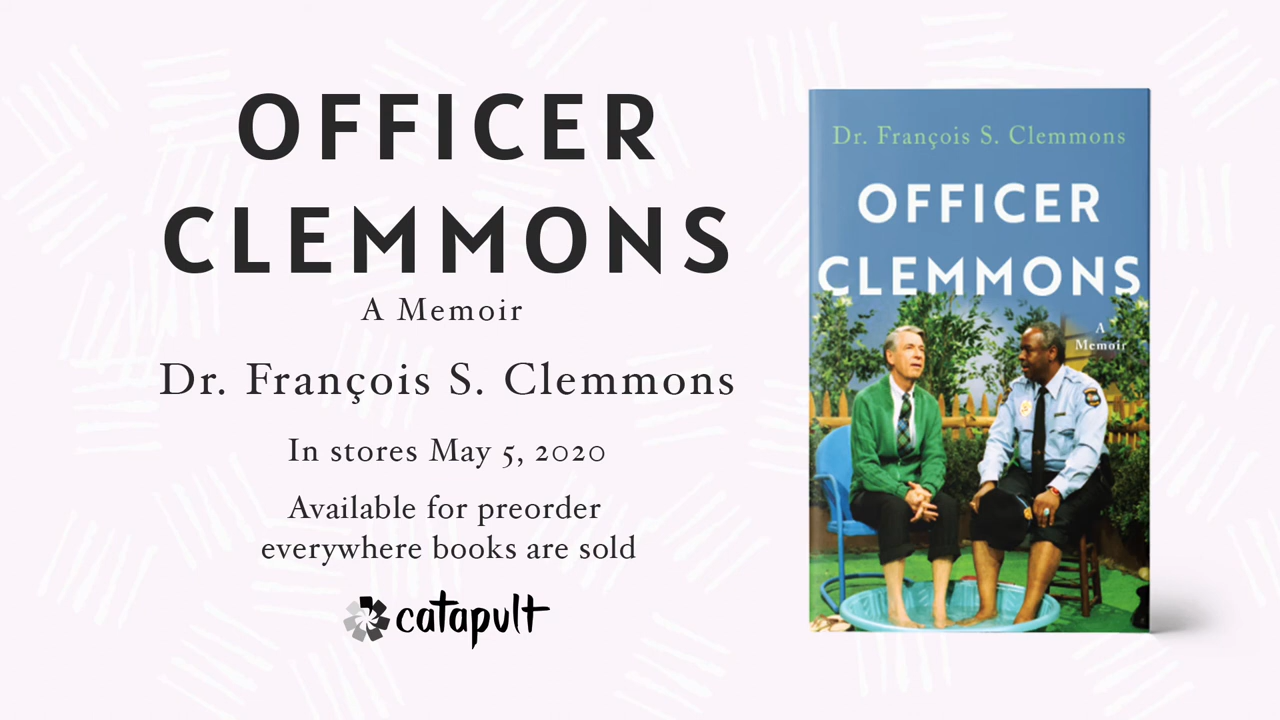 OFFICER
CLEMMONS
A Memoir
Dr. François S. Clemmons
In stores May 5, 2020
Available for preorder
everywhere books are sold
catapult
Dr. François S. Clemmons
OFFICER
CLEMMONS
A
Memoir